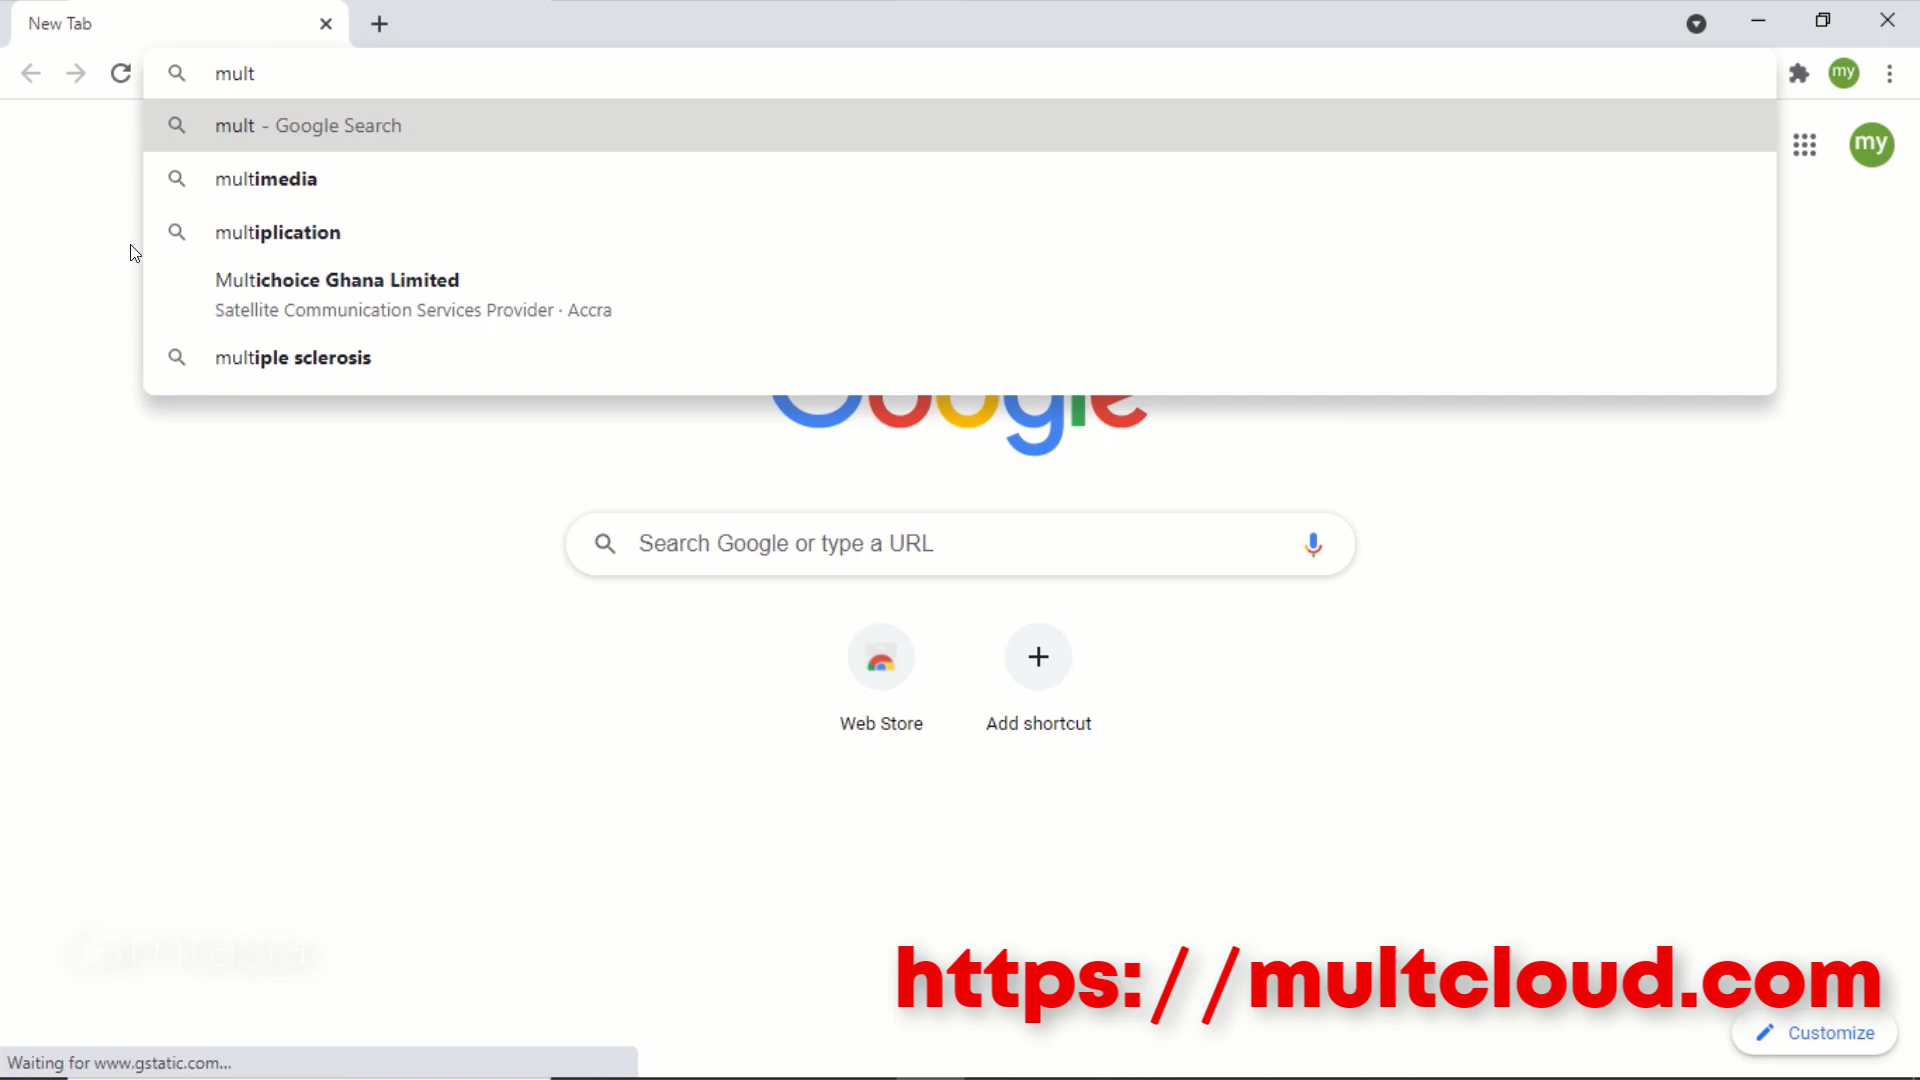 New Tab
mult
my
mult - Google Search
my
multimedia
multiplication
Multichoice Ghana Limited
Satellite Communication Services Provider · Accra
multiple sclerosis
Google
Search Google or type a URL
Web Store
Add shortcut
https://multcloud.com
Customize
Waiting for www.gstatic.com...